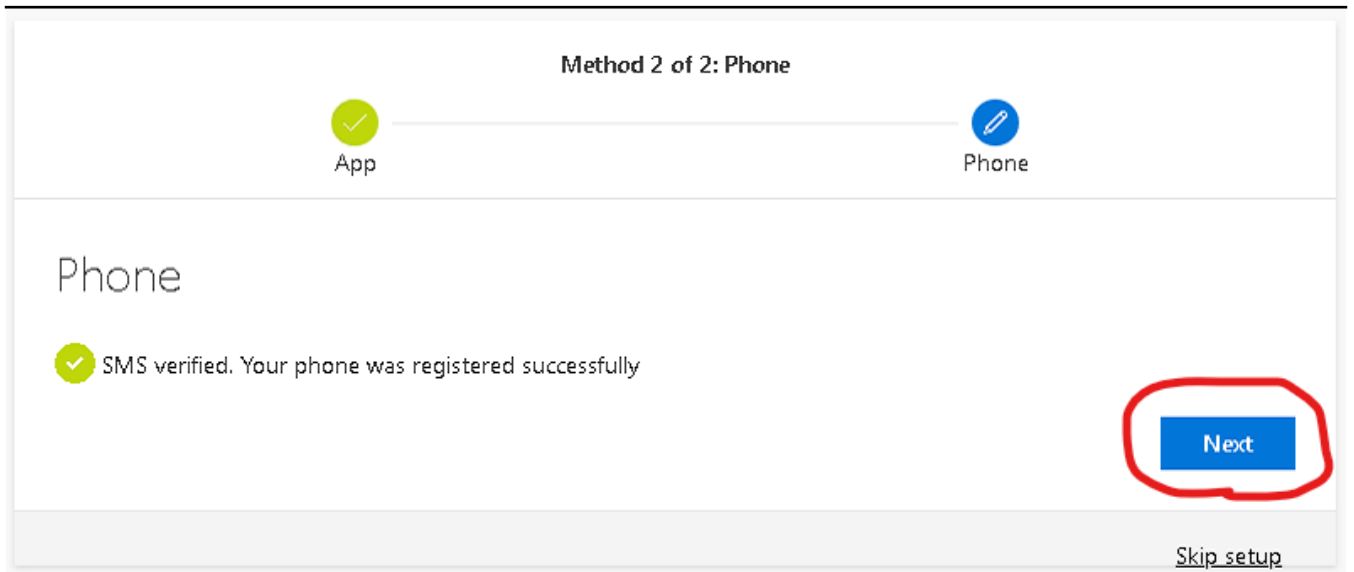 Method 2 of 2: Phone
App
Phone
Phone
SMS verified. Your phone was registered successfully
Next
Skip setup